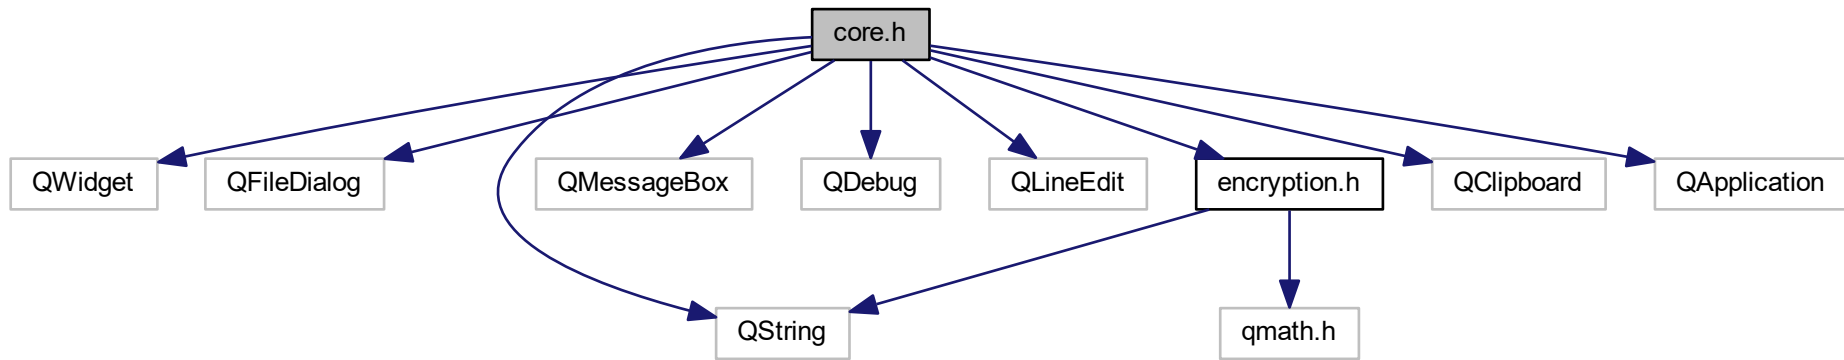 core.h
QWidget
QFileDialog
QMessageBox
QDebug
QLineEdit
encryption.h
QClipboard
QApplication
QString
qmath.h